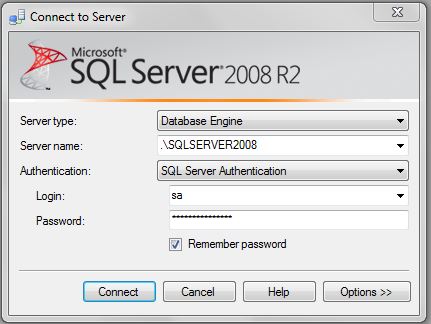 Connect to Server
Microsoft®
SQL Server® 2008 R2
Server type: Database Engine
Server name: .\SQLSERVER2008
Authentication: SQL Server Authentication
Login: sa
Password: ***************
Remember password
Connect Cancel Help Options >>